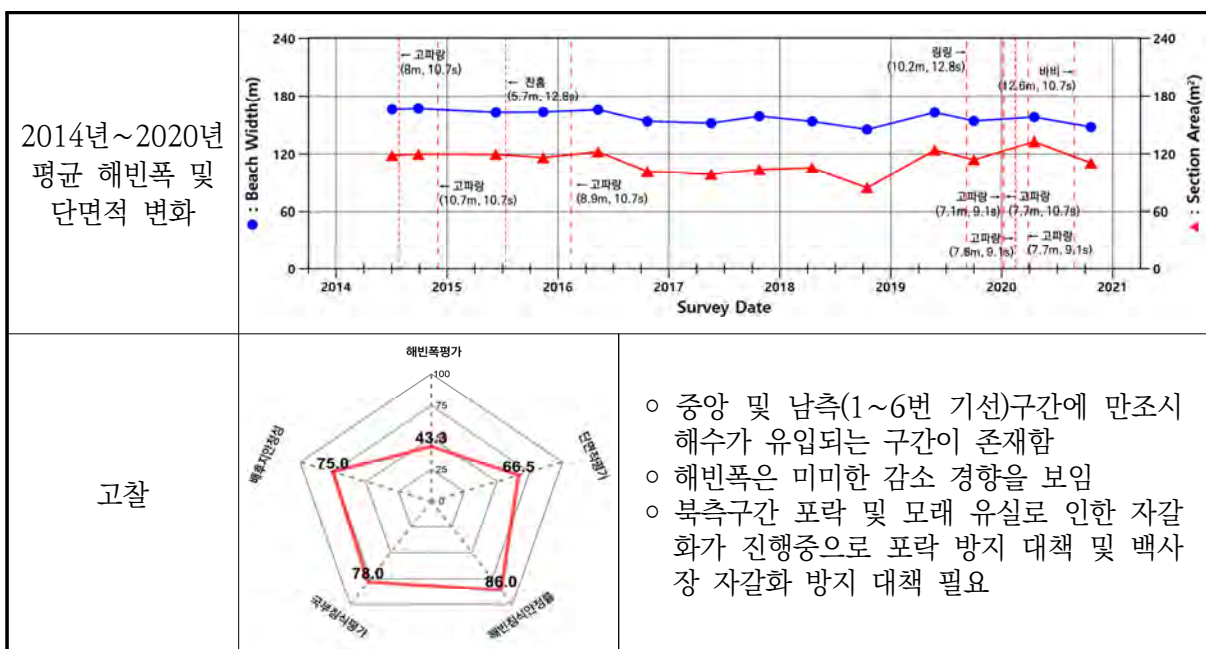 2014년~2020년
평균 해빈폭 및
단면적 변화
● : Beach Width(m)
240
180
120
60
0
← 고파랑
(8m, 10.7s)
← 찬홈
(5.7m, 12.8s)
← 고파랑
(10.7m, 10.7s)
← 고파랑
(8.9m, 10.7s)
링링 →
(10.2m, 12.8s)
바비 →
(12.6m, 10.7s)
고파랑 →
(7.1m, 9.1s)
← 고파랑
(7.7m, 10.7s)
고파랑 →
(7.8m, 9.1s)
← 고파랑
(7.7m, 9.1s)
240
180
120
60
0
▲ : Section Area(m²)
2014 2015 2016 2017 2018 2019 2020 2021
Survey Date
고찰
해빈폭평가
100
75
43.3
25
0
단면적평가
66.5
배후지안정성
75.0
국부침식평가
78.0
해빈침식안정률
86.0
○ 중앙 및 남측(1~6번 기선)구간에 만조시
해수가 유입되는 구간이 존재함
○ 해빈폭은 미미한 감소 경향을 보임
○ 북측구간 포락 및 모래 유실로 인한 자갈
화가 진행중으로 포락 방지 대책 및 백사
장 자갈화 방지 대책 필요